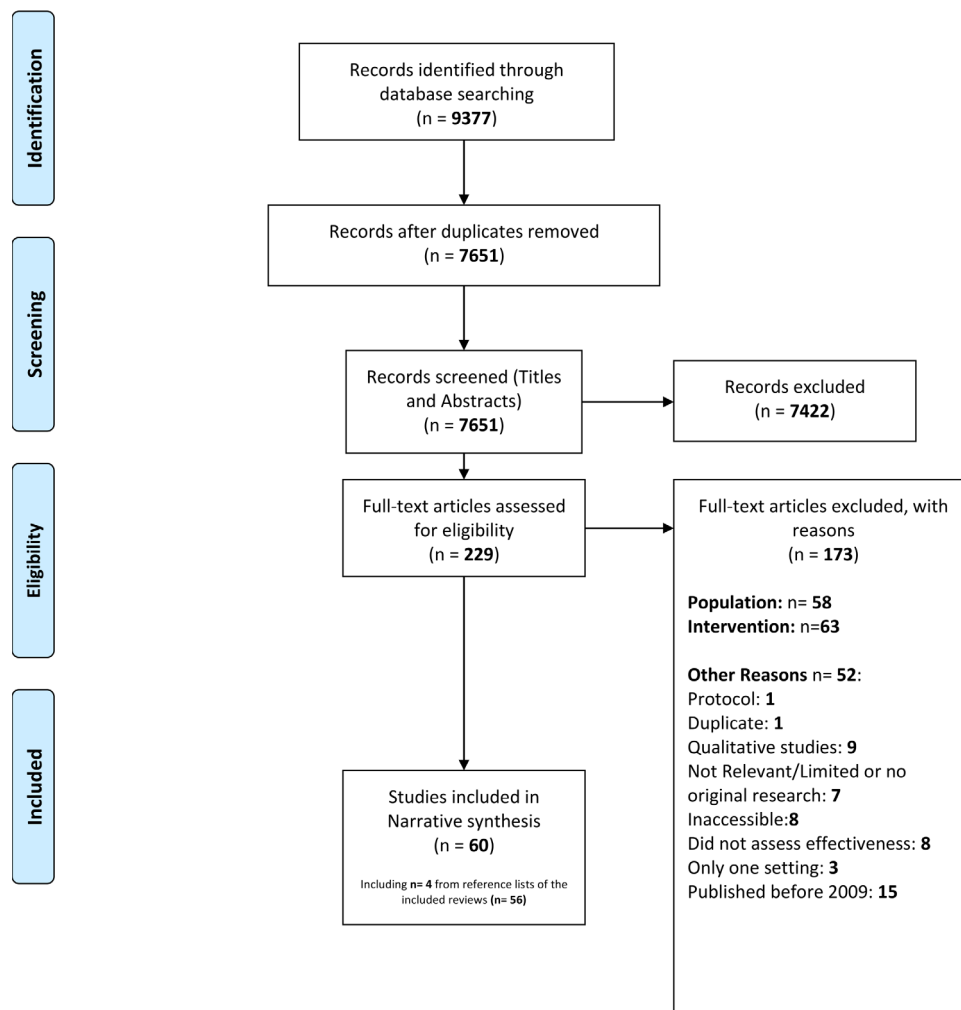 Identification
Records identified through
database searching
(n = 9377)
Records after duplicates removed
(n = 7651)
Screening
Records screened (Titles
and Abstracts)
(n = 7651)
Records excluded
(n = 7422)
Eligibility
Full-text articles assessed
for eligibility
(n = 229)
Full-text articles excluded, with
reasons
(n = 173)
Population: n= 58
Intervention: n=63
Other Reasons n= 52:
Protocol: 1
Duplicate: 1
Qualitative studies: 9
Not Relevant/Limited or no
original research: 7
Inaccessible:8
Did not assess effectiveness: 8
Only one setting: 3
Published before 2009: 15
Included
Studies included in
Narrative synthesis
(n = 60)
Including n= 4 from reference lists of the
included reviews (n= 56)